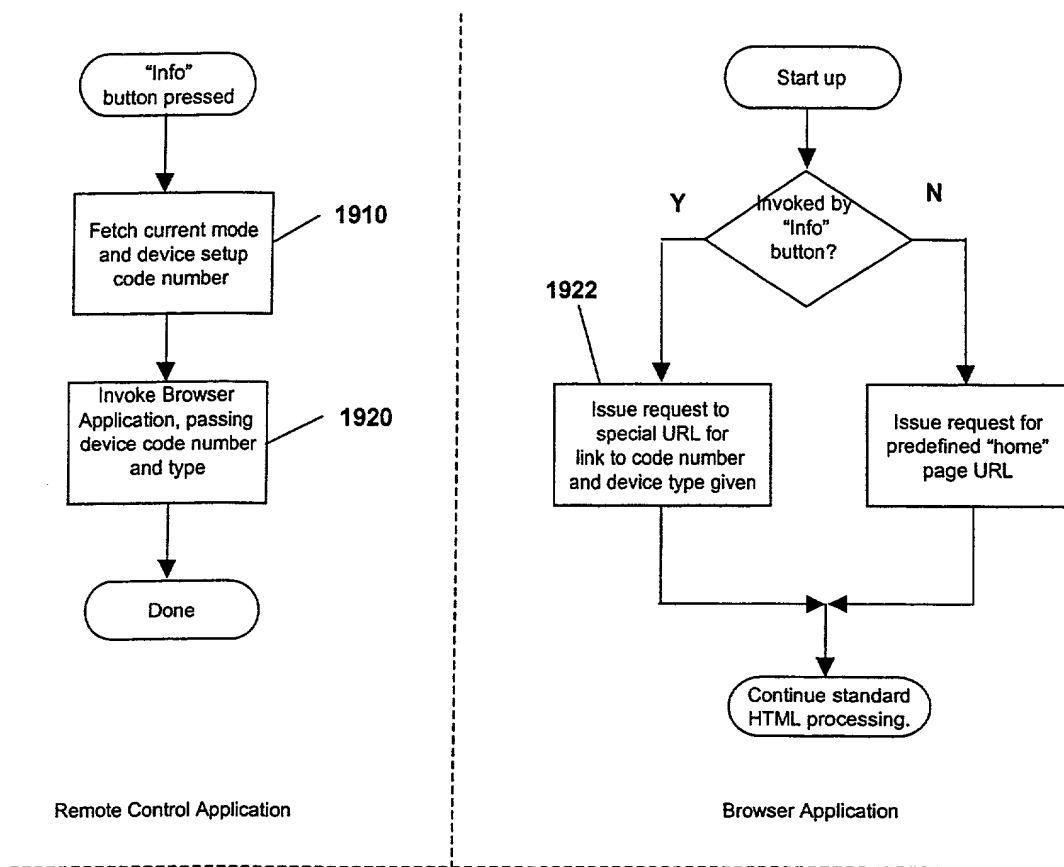 “Info”
button pressed
Fetch current mode
and device setup
code number
1910
Invoke Browser
Application, passing
device code number
and type
1920
Done
Remote Control Application
Start up
Invoked by
“Info”
button?
Y
N
1922
Issue request to
special URL for
link to code number
and device type given
Issue request for
predefined “home”
page URL
Continue standard
HTML processing.
Browser Application